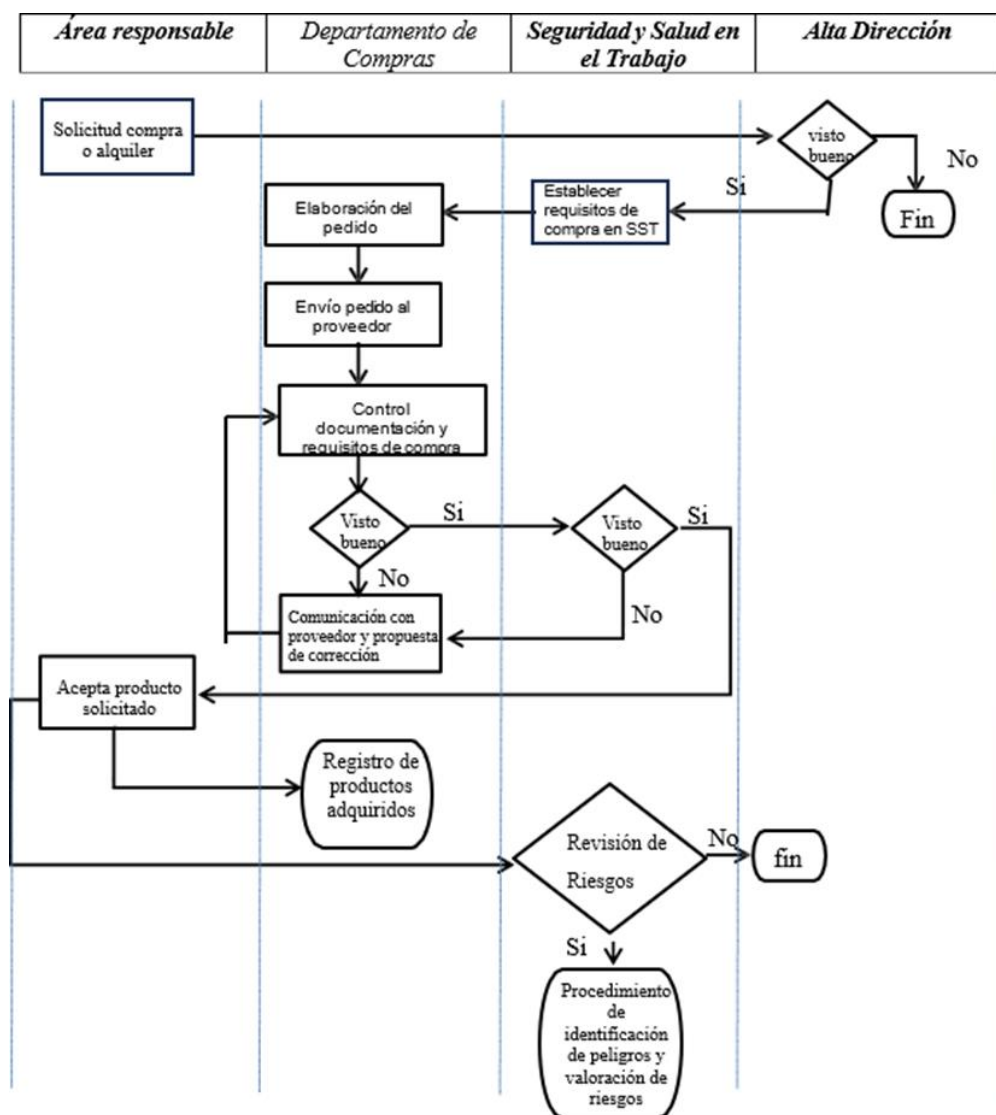 Área responsable
Departamento de
Compras
Seguridad y Salud en
el Trabajo
Alta Dirección
Solicitud compra
o alquiler
visto
bueno
No
Fin
Si
Establecer
requisitos de
compra en SST
Elaboración del
pedido
Envío pedido al
proveedor
Control
documentación y
requisitos de compra
Visto
bueno
Si
Visto
bueno
Si
No
No
Comunicación con
proveedor y propuesta
de corrección
Acepta producto
solicitado
Registro de
productos
adquiridos
Revisión de
Riesgos
No
fin
Si
Procedimiento
de
identificación
de peligros y
valoración de
riesgos